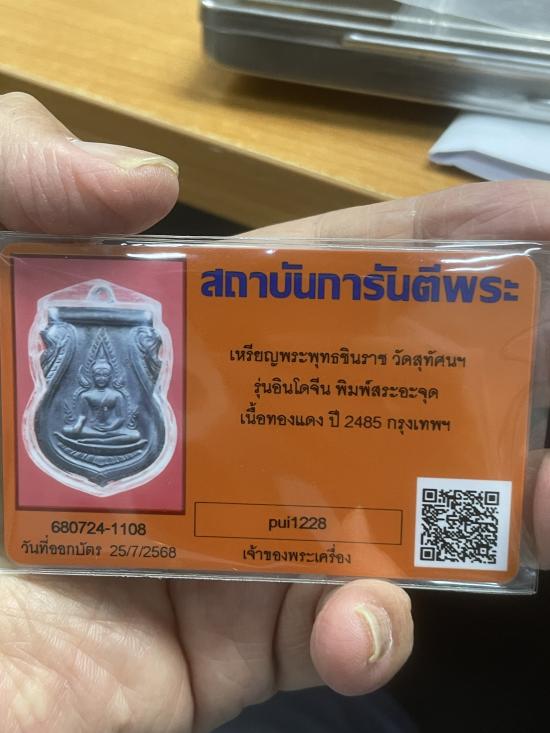 สถาบันการันตีพระ
เหรียญพระพุทธชินราช วัดสุทัศนฯ
รุ่นอินโดจีน พิมพ์สระอะจุด
เนื้อทองแดง ปี 2485 กรุงเทพฯ
pui1228
เจ้าของพระเครื่อง
680724-1108
วันที่ออกบัตร 25/7/2568